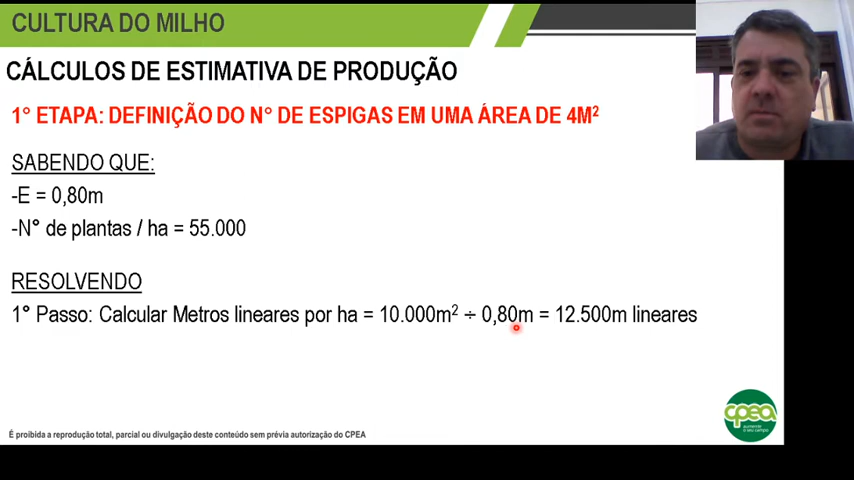 CULTURA DO MILHO
CÁLCULOS DE ESTIMATIVA DE PRODUÇÃO
1° ETAPA: DEFINIÇÃO DO N° DE ESPIGAS EM UMA ÁREA DE 4M²
SABENDO QUE:
-E = 0,80m
-N° de plantas / ha = 55.000
RESOLVENDO
1° Passo: Calcular Metros lineares por ha = 10.000m² ÷ 0,80m = 12.500m lineares
cpea
aumente
o seu campo
É proibida a reprodução total, parcial ou divulgação deste conteúdo sem prévia autorização do CPEA